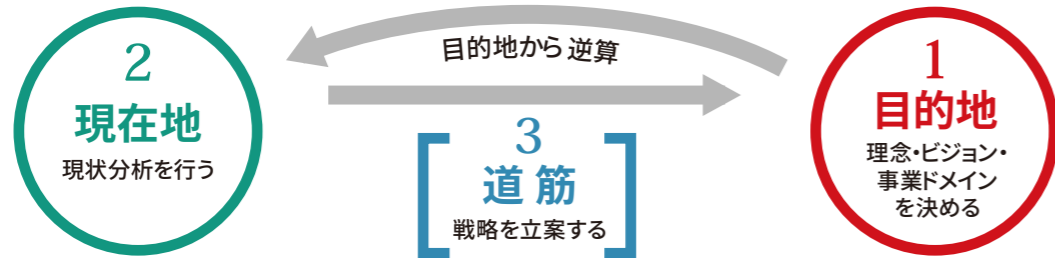 2
現在地
現状分析を行う
目的地から逆算
3
道筋
戦略を立案する
1
目的地
理念・ビジョン・
事業ドメイン
を決める